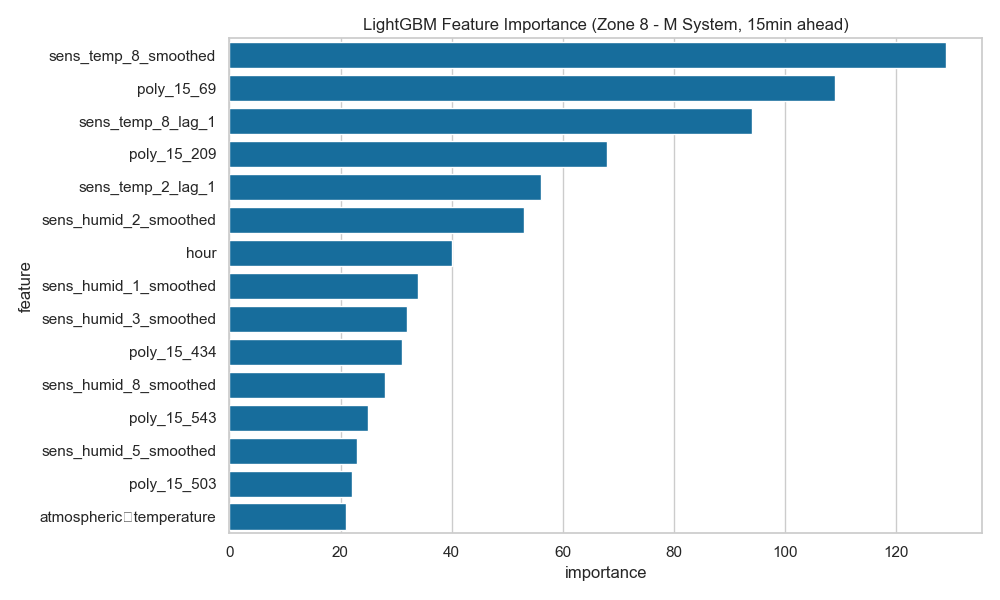 LightGBM Feature Importance (Zone 8 - M System, 15min ahead)
sens_temp_8_smoothed
poly_15_69
sens_temp_8_lag_1
poly_15_209
sens_temp_2_lag_1
sens_humid_2_smoothed
hour
sens_humid_1_smoothed
sens_humid_3_smoothed
poly_15_434
sens_humid_8_smoothed
poly_15_543
sens_humid_5_smoothed
poly_15_503
atmospheric□temperature
feature
0 20 40 60 80 100 120
importance